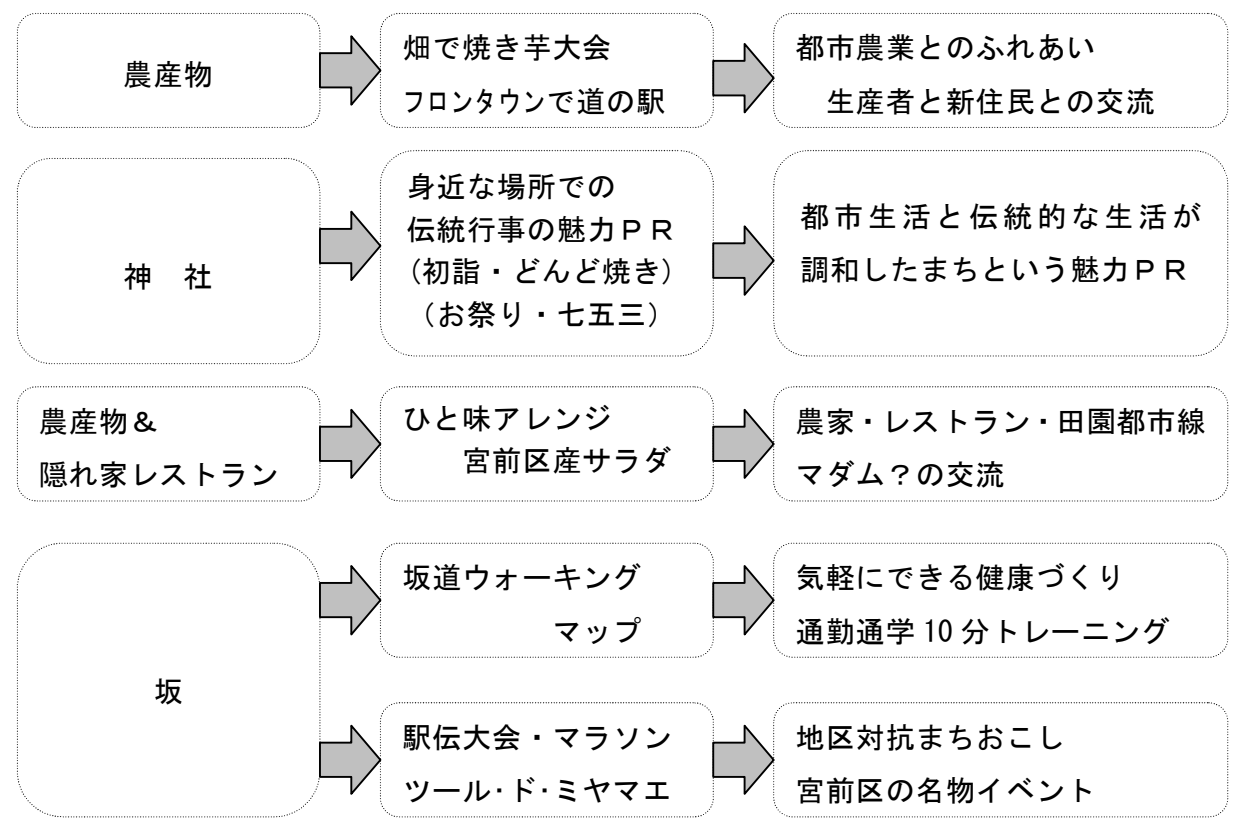 農産物
畑で焼き芋大会
フロンタウンで道の駅
都市農業とのふれあい
生産者と新住民との交流
神　社
身近な場所での
伝統行事の魅力ＰＲ
(初詣・どんど焼き)
（お祭り・七五三）
都市生活と伝統的な生活が
調和したまちという魅力ＰＲ
農産物＆
隠れ家レストラン
ひと味アレンジ
宮前区産サラダ
農家・レストラン・田園都市線
マダム？の交流
坂
坂道ウォーキング
マップ
気軽にできる健康づくり
通勤通学10分トレーニング
駅伝大会・マラソン
ツール・ド・ミヤマエ
地区対抗まちおこし
宮前区の名物イベント